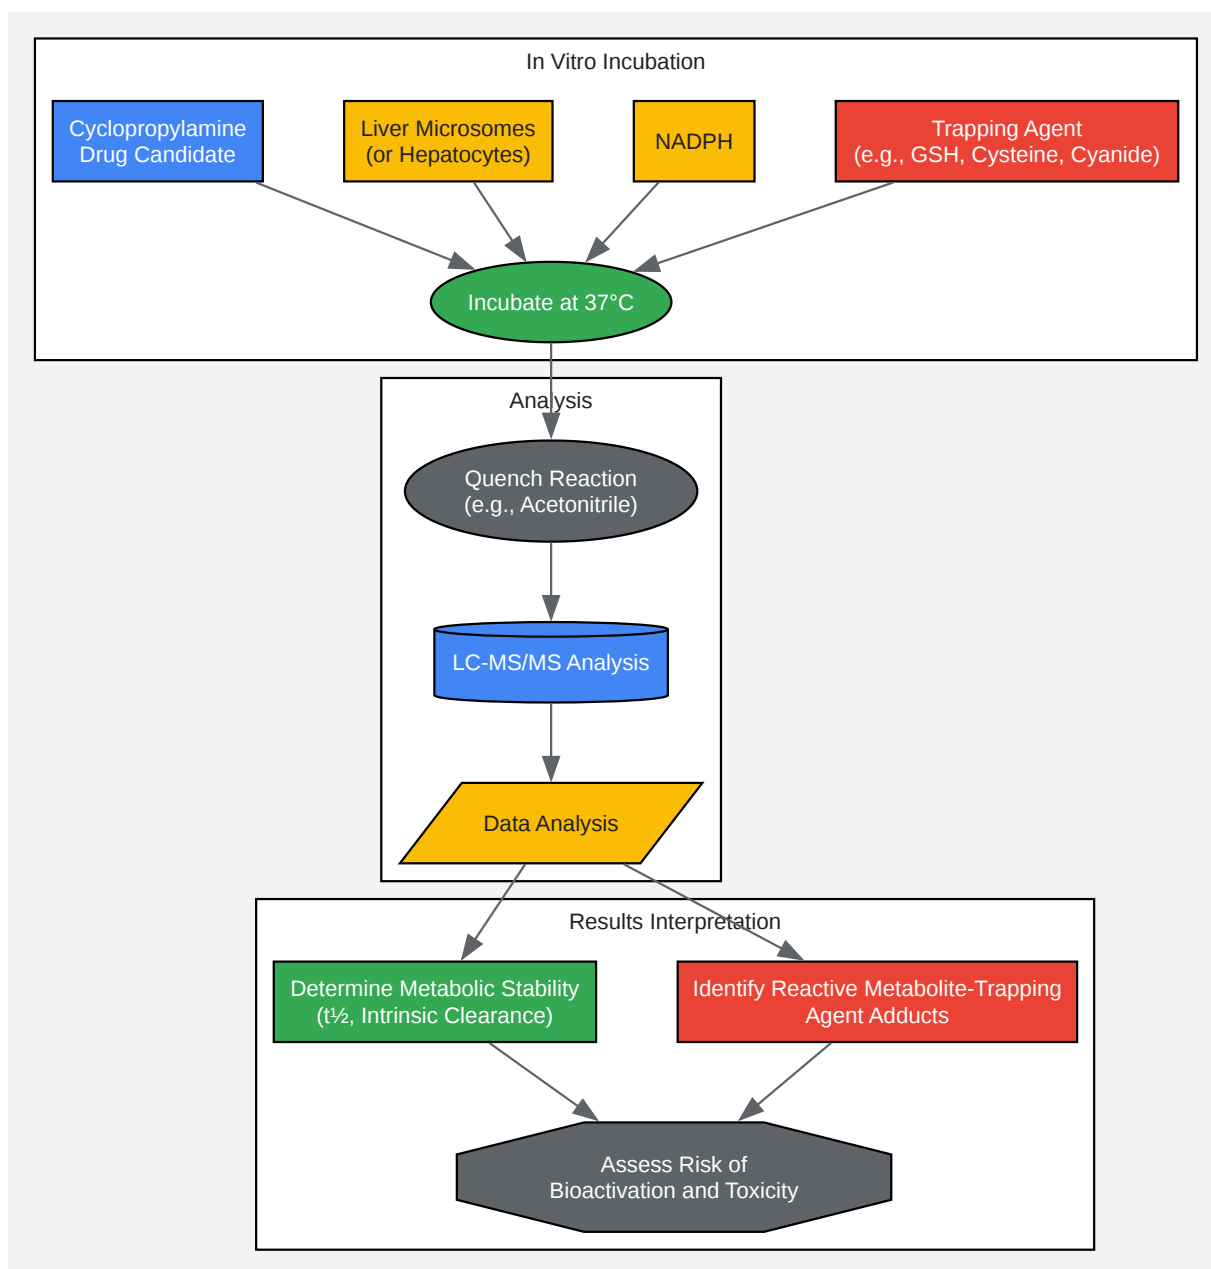 In Vitro Incubation
Cyclopropylamine
Drug Candidate
Liver Microsomes
(or Hepatocytes)
NADPH
Trapping Agent
(e.g., GSH, Cysteine, Cyanide)
Incubate at 37°C
Analysis
Quench Reaction
(e.g., Acetonitrile)
LC-MS/MS Analysis
Data Analysis
Results Interpretation
Determine Metabolic Stability
(t½, Intrinsic Clearance)
Identify Reactive Metabolite-Trapping
Agent Adducts
Assess Risk of
Bioactivation and Toxicity